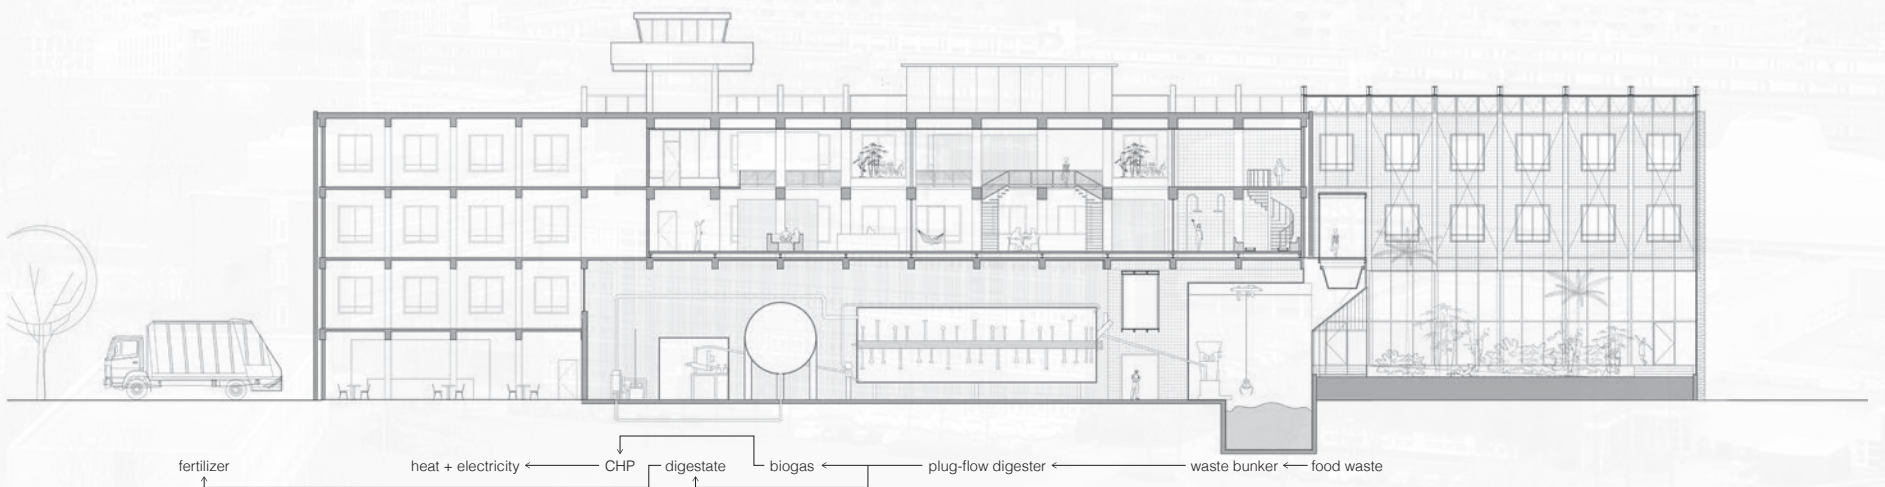 fertilizer heat + electricity CHP digestate biogas plug-flow digester waste bunker food waste